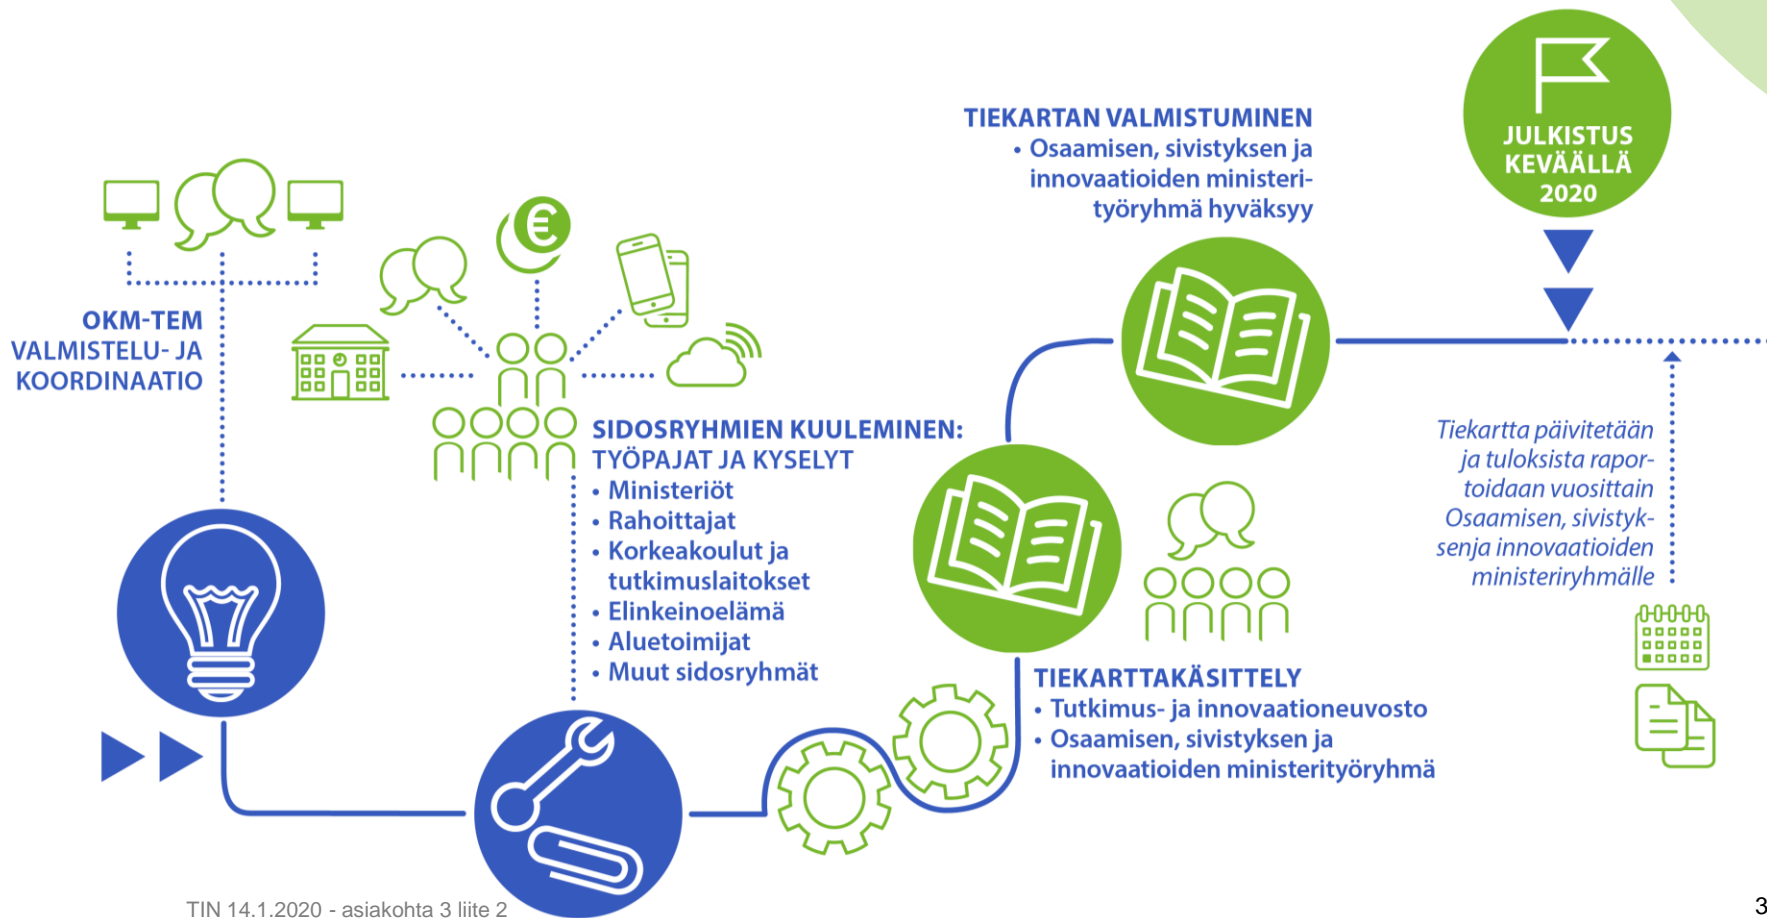 OKM-TEM
VALMISTELU- JA
KOORDINAATIO
SIDOSRYHMIEN KUULEMINEN:
TYÖPAJAT JA KYSELYT
• Ministeriöt
• Rahoittajat
• Korkeakoulut ja
tutkimuslaitokset
• Elinkeinoelämä
• Aluetoimijat
• Muut sidosryhmät
TIEKARTTAKÄSITTELY
• Tutkimus- ja innovaationeuvosto
• Osaamisen, sivistyksen ja
innovaatioiden ministerityöryhmä
TIEKARTAN VALMISTUMINEN
• Osaamisen, sivistyksen ja
innovaatioiden ministeri-
työryhmä hyväksyy
JULKISTUS
KEVÄÄLLÄ
2020
Tiekartta päivitetään
ja tuloksista rapor-
toidaan vuosittain
Osaamisen, sivistyk-
senja innovaatioiden
ministeriryhmälle
€
TIN 14.1.2020 - asiakohta 3 liite 2
3